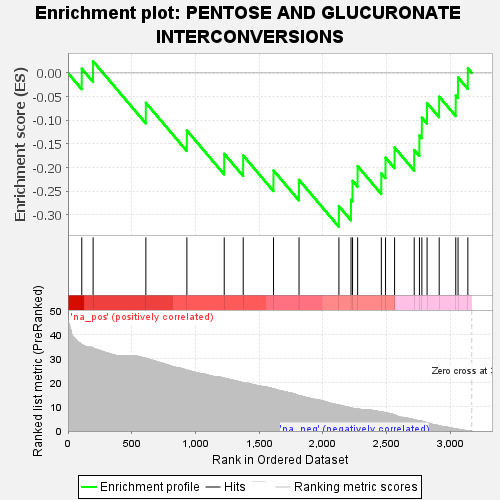 Enrichment plot: PENTOSE AND GLUCURONATE
INTERCONVERSIONS
Enrichment score (ES)
0.00
-0.05
-0.10
-0.15
-0.20
-0.25
-0.30
'na_pos' (positively correlated)
Ranked list metric (PreRanked)
50
40
30
20
10
0
Zero cross at 3
'na_neg' (negatively correlated)
0
500
1,000
1,500
2,000
2,500
3,000
Rank in Ordered Dataset
Enrichment profile
Hits
Ranking metric scores